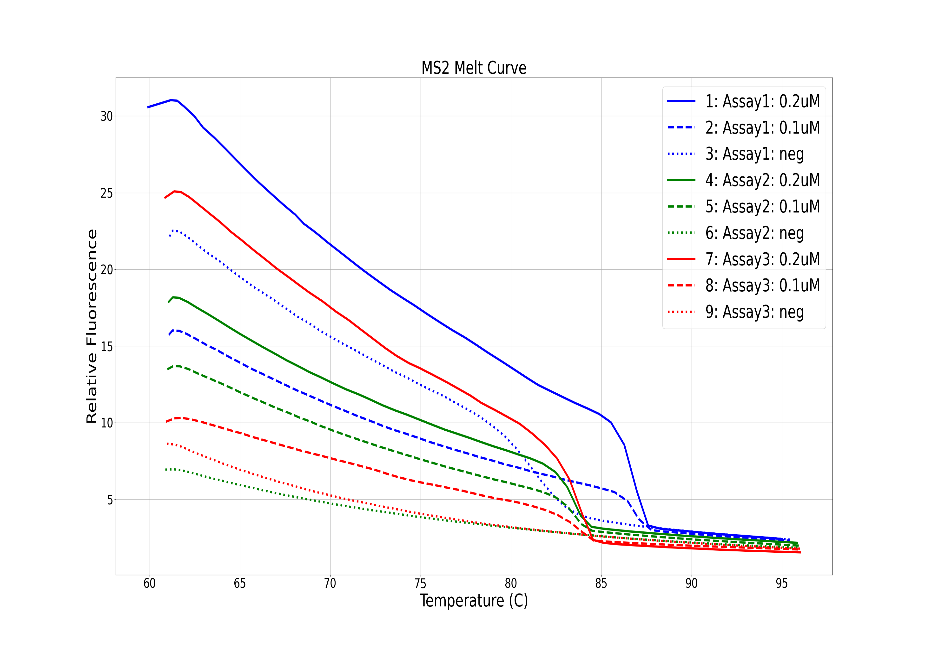 MS2 Melt Curve
1: Assay1: 0.2uM
2: Assay1: 0.1uM
3: Assay1: neg
4: Assay2: 0.2uM
5: Assay2: 0.1uM
6: Assay2: neg
7: Assay3: 0.2uM
8: Assay3: 0.1uM
9: Assay3: neg
Relative Fluorescence
30
25
20
15
10
5
60 65 70 75 80 85 90 95
Temperature (C)